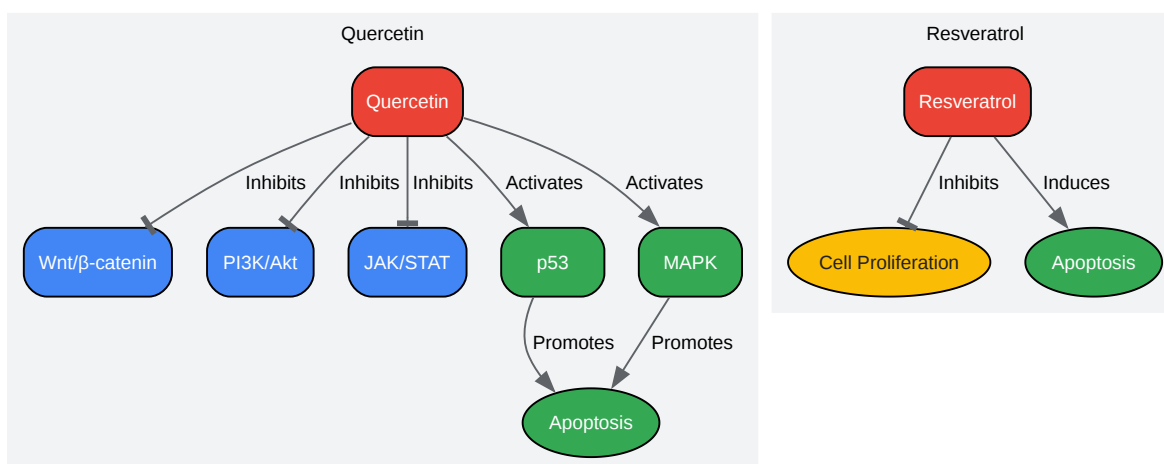 Quercetin
Resveratrol
Quercetin
Resveratrol
Inhibits
Inhibits
Inhibits
Activates
Activates
Inhibits
Induces
Wnt/β-catenin
PI3K/Akt
JAK/STAT
p53
MAPK
Cell Proliferation
Apoptosis
Promotes
Promotes
Apoptosis